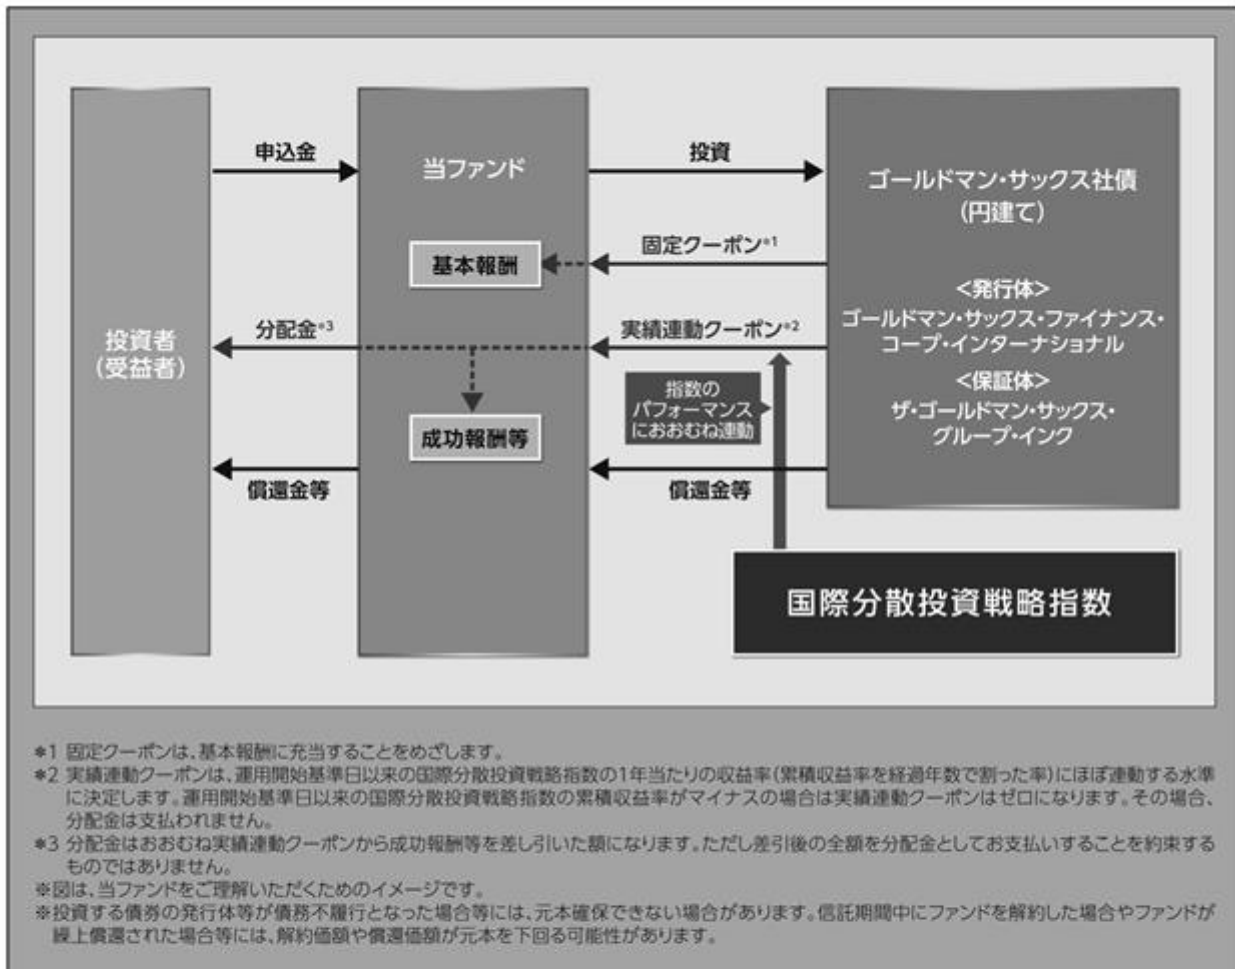 申込金
当ファンド
投資
ゴールドマン・サックス社債
(円建て)
固定クーポン*1
基本報酬
<発行体>
ゴールドマン・サックス・ファイナンス・
コープ・インターナショナル
<保証体>
ザ・ゴールドマン・サックス・
グループ・インク
投資者
(受益者)
分配金*3
実績連動クーポン*2
指数の
パフォーマンス
におおむね連動
成功報酬等
償還金等
償還金等
国際分散投資戦略指数
*1 固定クーポンは、基本報酬に充当することをめざします。
*2 実績連動クーポンは、運用開始基準日以来の国際分散投資戦略指数の1年当たりの収益率(累積収益率を経過年数で割った率)にほぼ連動する水準
に決定します。運用開始基準日以来の国際分散投資戦略指数の累積収益率がマイナスの場合は実績連動クーポンはゼロになります。その場合、
分配金は支払われません。
*3 分配金はおおむね実績連動クーポンから成功報酬等を差し引いた額になります。ただし差引後の全額を分配金としてお支払いすることを約束する
ものではありません。
※図は、当ファンドをご理解いただくためのイメージです。
※投資する債券の発行体等が債務不履行となった場合等には、元本確保できない場合があります。信託期間中にファンドを解約した場合やファンドが
繰上償還された場合等には、解約価額や償還価額が元本を下回る可能性があります。